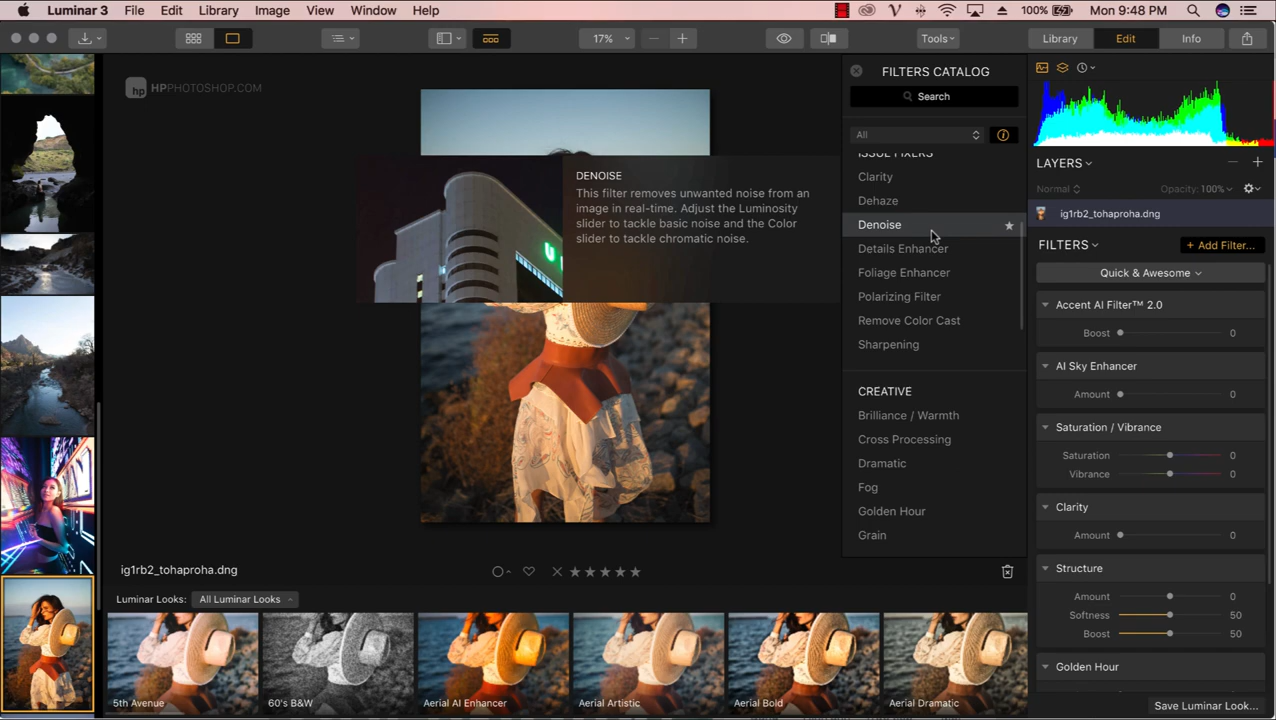 Luminar 3 File Edit Library Image View Window Help
100% Mon 9:48 PM
17%
Tools
Library Edit Info
hp HPPHOTOSHOP.COM
FILTERS CATALOG
Search
All
ISSUE FIXERS
Clarity
Dehaze
Denoise
Details Enhancer
Foliage Enhancer
Polarizing Filter
Remove Color Cast
Sharpening
CREATIVE
Brilliance / Warmth
Cross Processing
Dramatic
Fog
Golden Hour
Grain
DENOISE
This filter removes unwanted noise from an
image in real-time. Adjust the Luminosity
slider to tackle basic noise and the Color
slider to tackle chromatic noise.
LAYERS
Normal Opacity: 100%
ig1rb2_tohaproha.dng
FILTERS + Add Filter...
Quick & Awesome
Accent AI Filter™ 2.0
Boost 0
AI Sky Enhancer
Amount 0
Saturation / Vibrance
Saturation 0
Vibrance 0
Clarity
Amount 0
Structure
Amount 0
Softness 50
Boost 50
Golden Hour
Save Luminar Look...
ig1rb2_tohaproha.dng
Luminar Looks: All Luminar Looks
5th Avenue
60's B&W
Aerial AI Enhancer
Aerial Artistic
Aerial Bold
Aerial Dramatic